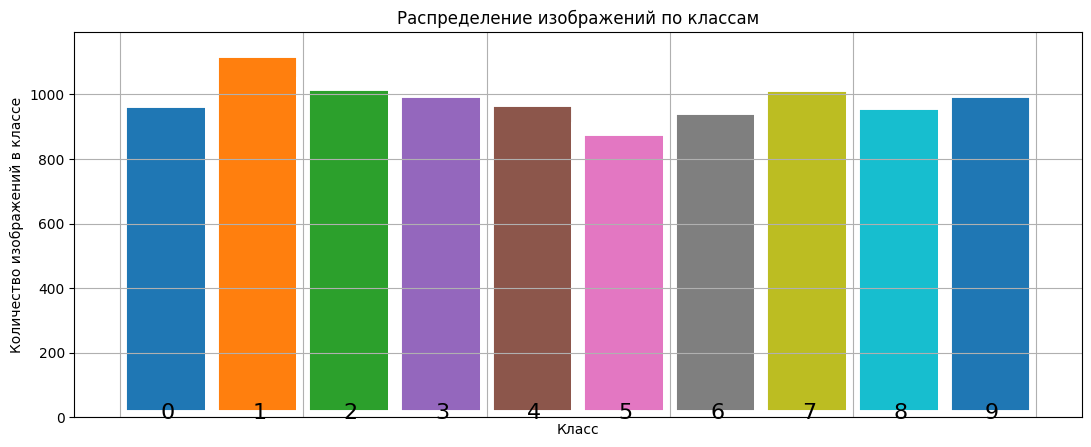 Распределение изображений по классам
Количество изображений в классе
1000
800
600
400
200
0
0 1 2 3 4 5 6 7 8 9
Класс